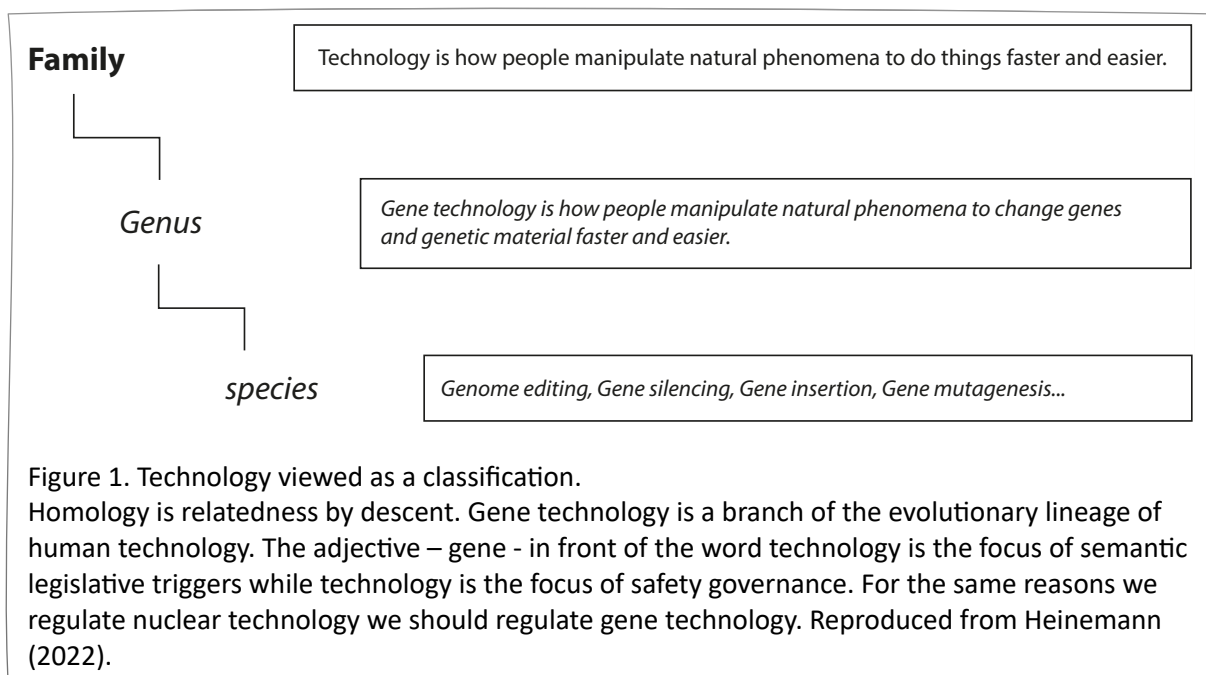 Family
Technology is how people manipulate natural phenomena to do things faster and easier.
Genus
Gene technology is how people manipulate natural phenomena to change genes
and genetic material faster and easier.
species
Genome editing, Gene silencing, Gene insertion, Gene mutagenesis...
Figure 1. Technology viewed as a classification.
Homology is relatedness by descent. Gene technology is a branch of the evolutionary lineage of
human technology. The adjective – gene - in front of the word technology is the focus of semantic
legislative triggers while technology is the focus of safety governance. For the same reasons we
regulate nuclear technology we should regulate gene technology. Reproduced from Heinemann
(2022).